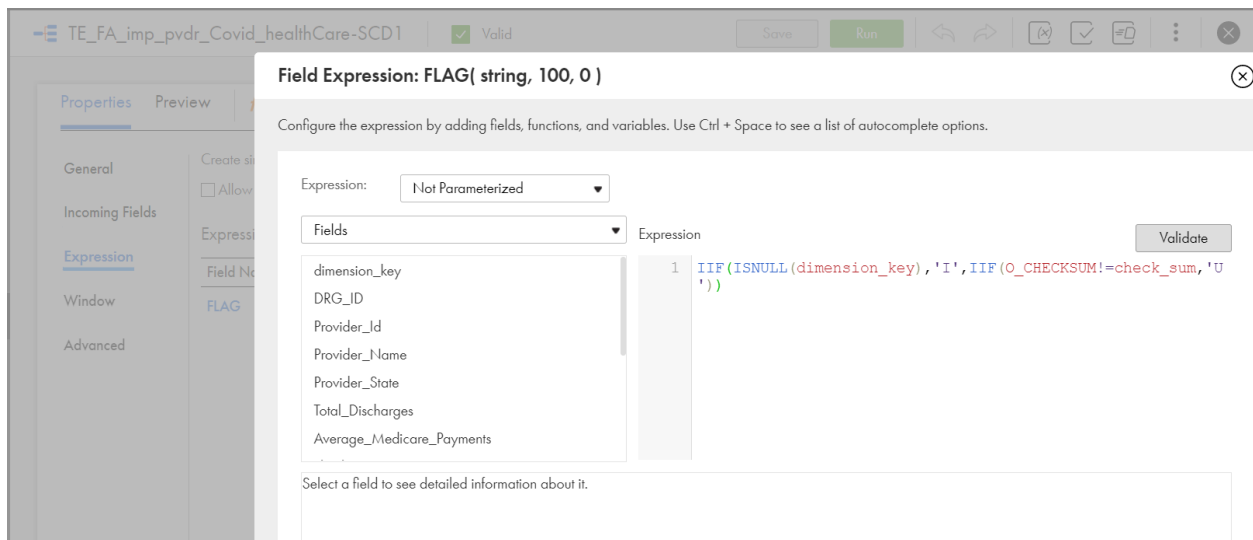 TE_FA_imp_pvdr_Covid_healthCare-SCD1
Valid
Save
Run
Field Expression: FLAG( string, 100, 0 )
Properties
Preview
Configure the expression by adding fields, functions, and variables. Use Ctrl + Space to see a list of autocomplete options.
General
Incoming Fields
Expression
Window
Advanced
Create si
Allow
Expressi
Field Na
FLAG
Expression:
Not Parameterized
Fields
Expression
Validate
dimension_key
DRG_ID
Provider_Id
Provider_Name
Provider_State
Total_Discharges
Average_Medicare_Payments
1 IIF(ISNULL(dimension_key),'I',IIF(O_CHECKSUM!=check_sum,'U
'))
Select a field to see detailed information about it.